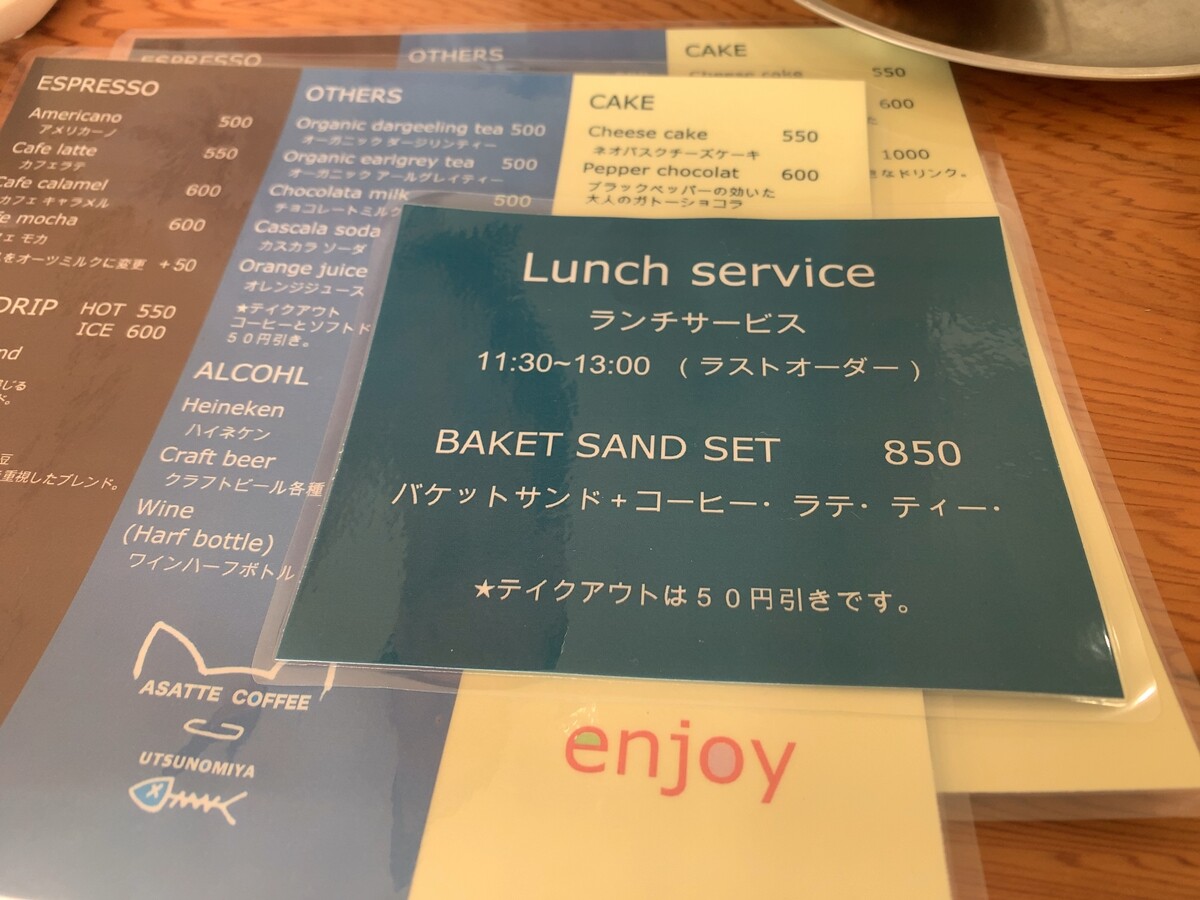 ESPRESSO
OTHERS
CAKE
Cheese cake 550
600
1000
なドリンク。
ESPRESSO
Americano 500
アメリカーノ
Cafe latte 550
カフェラテ
Cafe calamel 600
カフェ キャラメル
mocha 600
モカ
をオーツミルクに変更 +50
DRIP HOT 550
ICE 600
重視したブレンド。
OTHERS
Organic dargeeling tea 500
オーガニック ダージリンティー
Organic earlgrey tea 500
オーガニック アールグレイティー
Chocolata milk 500
チョコレートミルク
Cascala soda
カスカラ ソーダ
Orange juice
オレンジジュース
★テイクアウト
コーヒーとソフトド
50円引き。
ALCOHL
Heineken
ハイネケン
Craft beer
クラフトビール各種
Wine
(Harf bottle)
ワインハーフボトル
ASATTE COFFEE
UTSUNOMIYA
CAKE
Cheese cake 550
ネオバスクチーズケーキ
Pepper chocolat 600
ブラックペッパーの効いた
大人のガトーショコラ
Lunch service
ランチサービス
11:30~13:00 (ラストオーダー)
BAKET SAND SET 850
バケットサンド+コーヒー・ラテ・ティー・
★テイクアウトは50円引きです。
enjoy